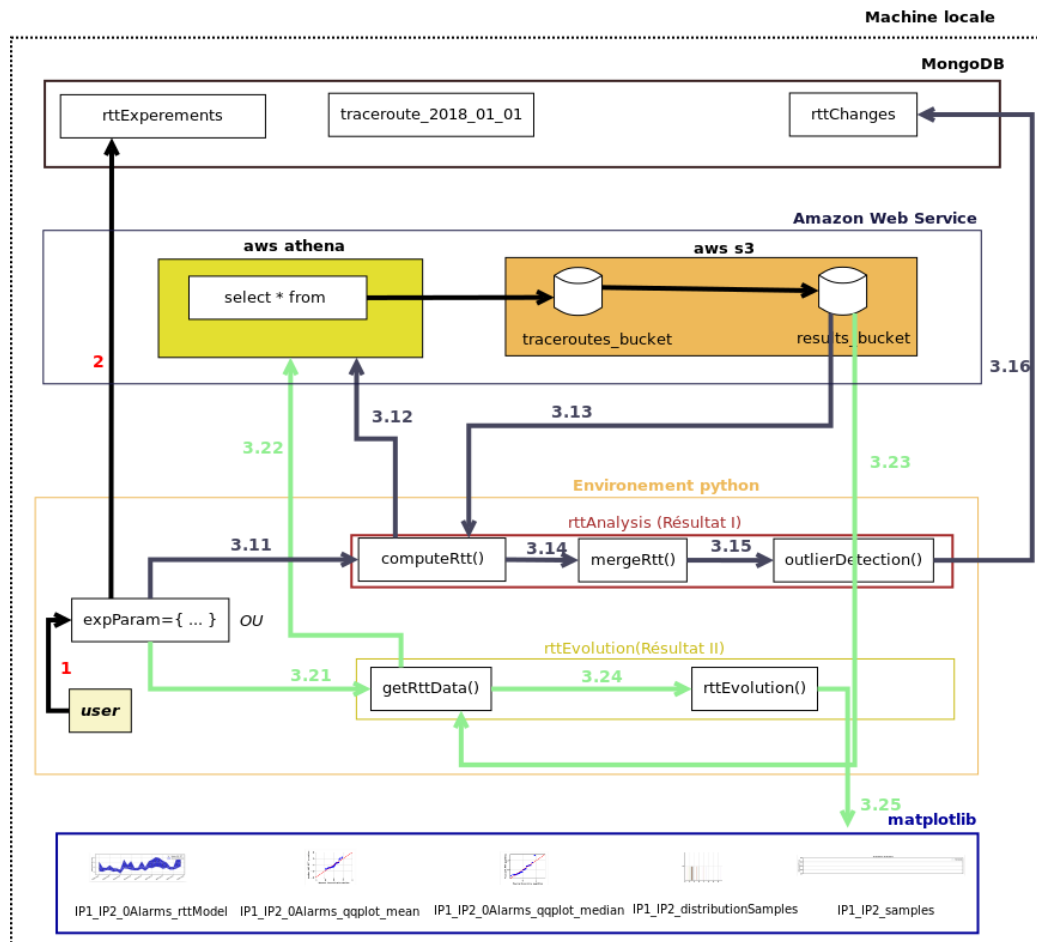 Machine locale
MongoDB
rttExperements
traceroute_2018_01_01
rttChanges
Amazon Web Service
aws athena
aws s3
select * from
traceroutes_bucket
results_bucket
2
3.16
3.12
3.13
3.22
3.23
Environement python
rttAnalysis (Résultat I)
3.11
computeRtt()
3.14
mergeRtt()
3.15
outlierDetection()
expParam={ ... }
OU
1
rttEvolution(Résultat II)
3.21
getRttData()
3.24
rttEvolution()
user
3.25
matplotlib
IP1_IP2_0Alarms_rttModel
IP1_IP2_0Alarms_qqplot_mean
IP1_IP2_0Alarms_qqplot_median
IP1_IP2_distributionSamples
IP1_IP2_samples